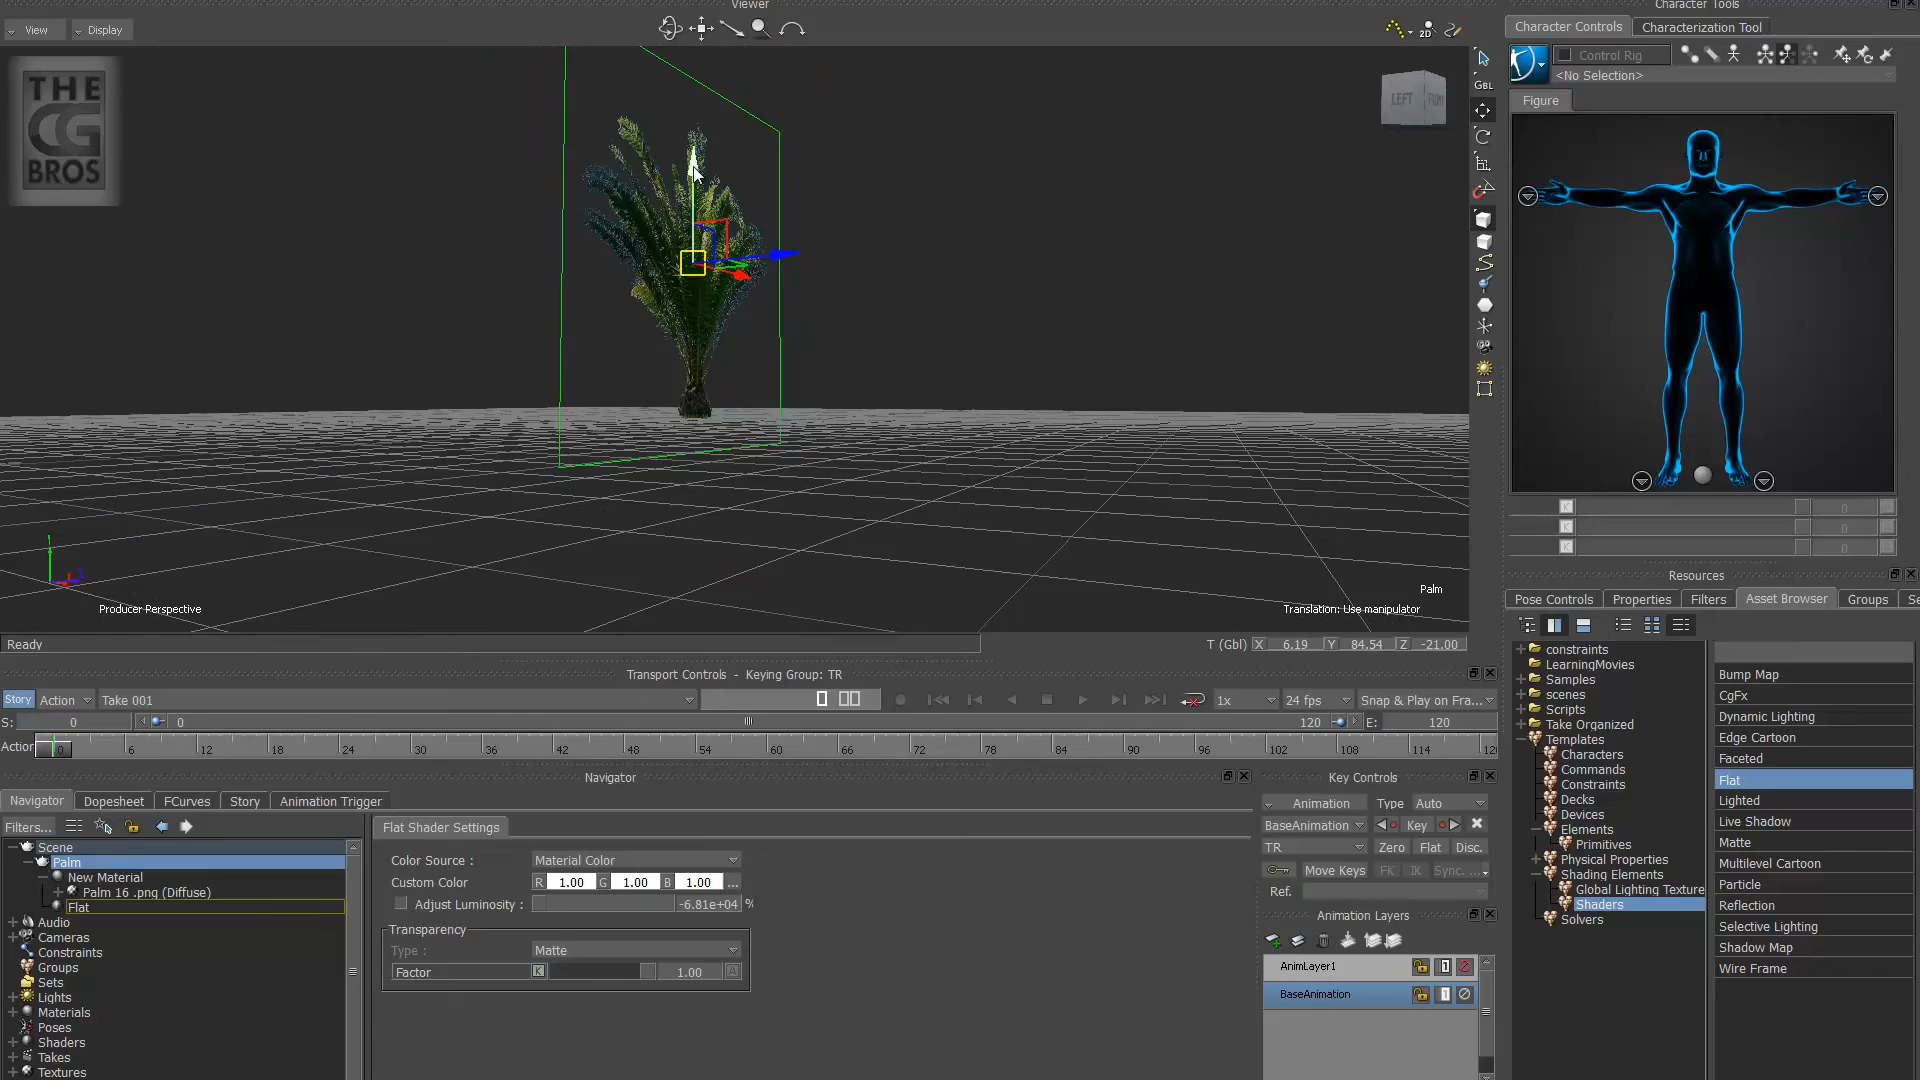 Viewer
View
Display
2D
THE
CG
BROS
LEFT
GBL
Palm
Producer Perspective
Translation: Use manipulator
Ready
T (Gbl) X 6.19 Y 84.54 Z -21.00
Transport Controls - Keying Group: TR
Story Action Take 001 1x 24 fps Snap & Play on Fra...
S: 0 0 120 E: 120
Action 0 6 12 18 24 30 36 42 48 54 60 66 72 78 84 90 96 102 108 114 120
Navigator
Navigator Dopesheet FCurves Story Animation Trigger
Filters...
Scene
Palm
New Material
Palm 16 .png (Diffuse)
Flat
Audio
Cameras
Constraints
Groups
Sets
Lights
Materials
Poses
Shaders
Takes
Textures
Flat Shader Settings
Color Source : Material Color
Custom Color R 1.00 G 1.00 B 1.00 ...
Adjust Luminosity : -6.81e+04 %
Transparency
Type : Matte
Factor K 1.00 A
Key Controls
Animation Type Auto
BaseAnimation Key
TR Zero Flat Disc.
Move Keys FK IK Sync. ...
Ref.
Animation Layers
AnimLayer1
BaseAnimation
Character Tools
Character Controls Characterization Tool
Control Rig
<No Selection>
Figure
K 0
K 0
K 0
Resources
Pose Controls Properties Filters Asset Browser Groups Se
constraints
LearningMovies
Samples
scenes
Scripts
Take Organized
Templates
Characters
Commands
Constraints
Decks
Devices
Elements
Primitives
Physical Properties
Shading Elements
Global Lighting Texture
Shaders
Solvers
Bump Map
CgFx
Dynamic Lighting
Edge Cartoon
Faceted
Flat
Lighted
Live Shadow
Matte
Multilevel Cartoon
Particle
Reflection
Selective Lighting
Shadow Map
Wire Frame